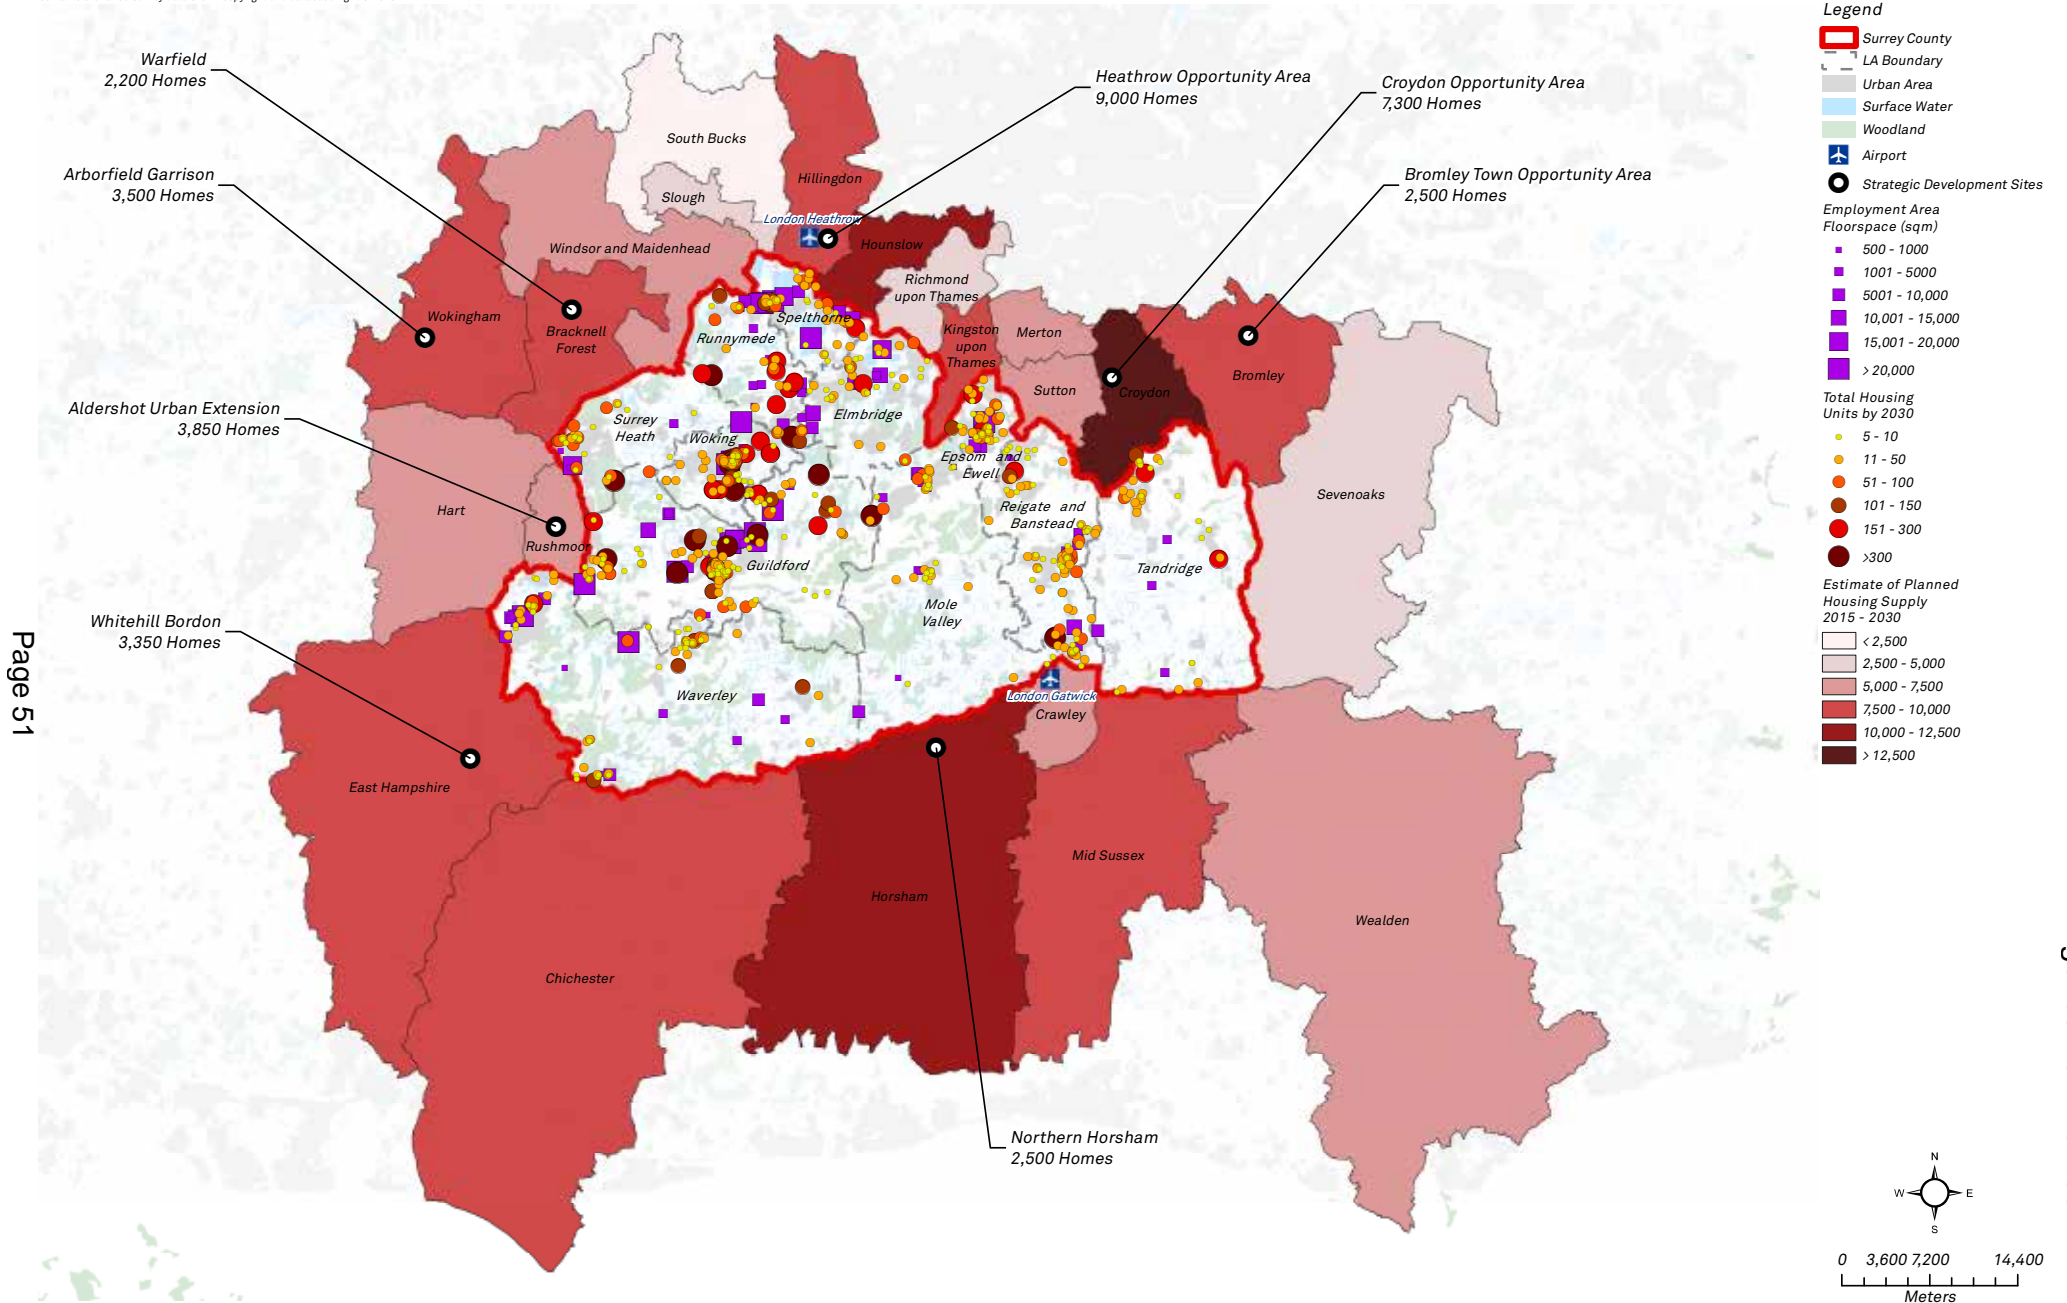 Warfield
2,200 Homes
Arborfield Garrison
3,500 Homes
Aldershot Urban Extension
3,850 Homes
Whitehill Bordon
3,350 Homes
Heathrow Opportunity Area
9,000 Homes
Croydon Opportunity Area
7,300 Homes
Bromley Town Opportunity Area
2,500 Homes
Northern Horsham
2,500 Homes
South Bucks
Slough
Hillingdon
London Heathrow
Windsor and Maidenhead
Hounslow
Richmond
upon Thames
Wokingham
Bracknell
Forest
Spelthorne
Runnymede
Kingston
upon
Thames
Merton
Sutton
Croydon
Bromley
Surrey
Heath
Woking
Elmbridge
Epsom and
Ewell
Sevenoaks
Hart
Reigate and
Banstead
Rushmoor
Guildford
Tandridge
Mole
Valley
Waverley
London Gatwick
Crawley
East Hampshire
Mid Sussex
Horsham
Wealden
Chichester
Page 51
Legend
Surrey County
LA Boundary
Urban Area
Surface Water
Woodland
Airport
Strategic Development Sites
Employment Area
Floorspace (sqm)
500 - 1000
1001 - 5000
5001 - 10,000
10,001 - 15,000
15,001 - 20,000
> 20,000
Total Housing
Units by 2030
5 - 10
11 - 50
51 - 100
101 - 150
151 - 300
>300
Estimate of Planned
Housing Supply
2015 - 2030
< 2,500
2,500 - 5,000
5,000 - 7,500
7,500 - 10,000
10,000 - 12,500
> 12,500
N
W E
S
0 3,600 7,200 14,400
Meters